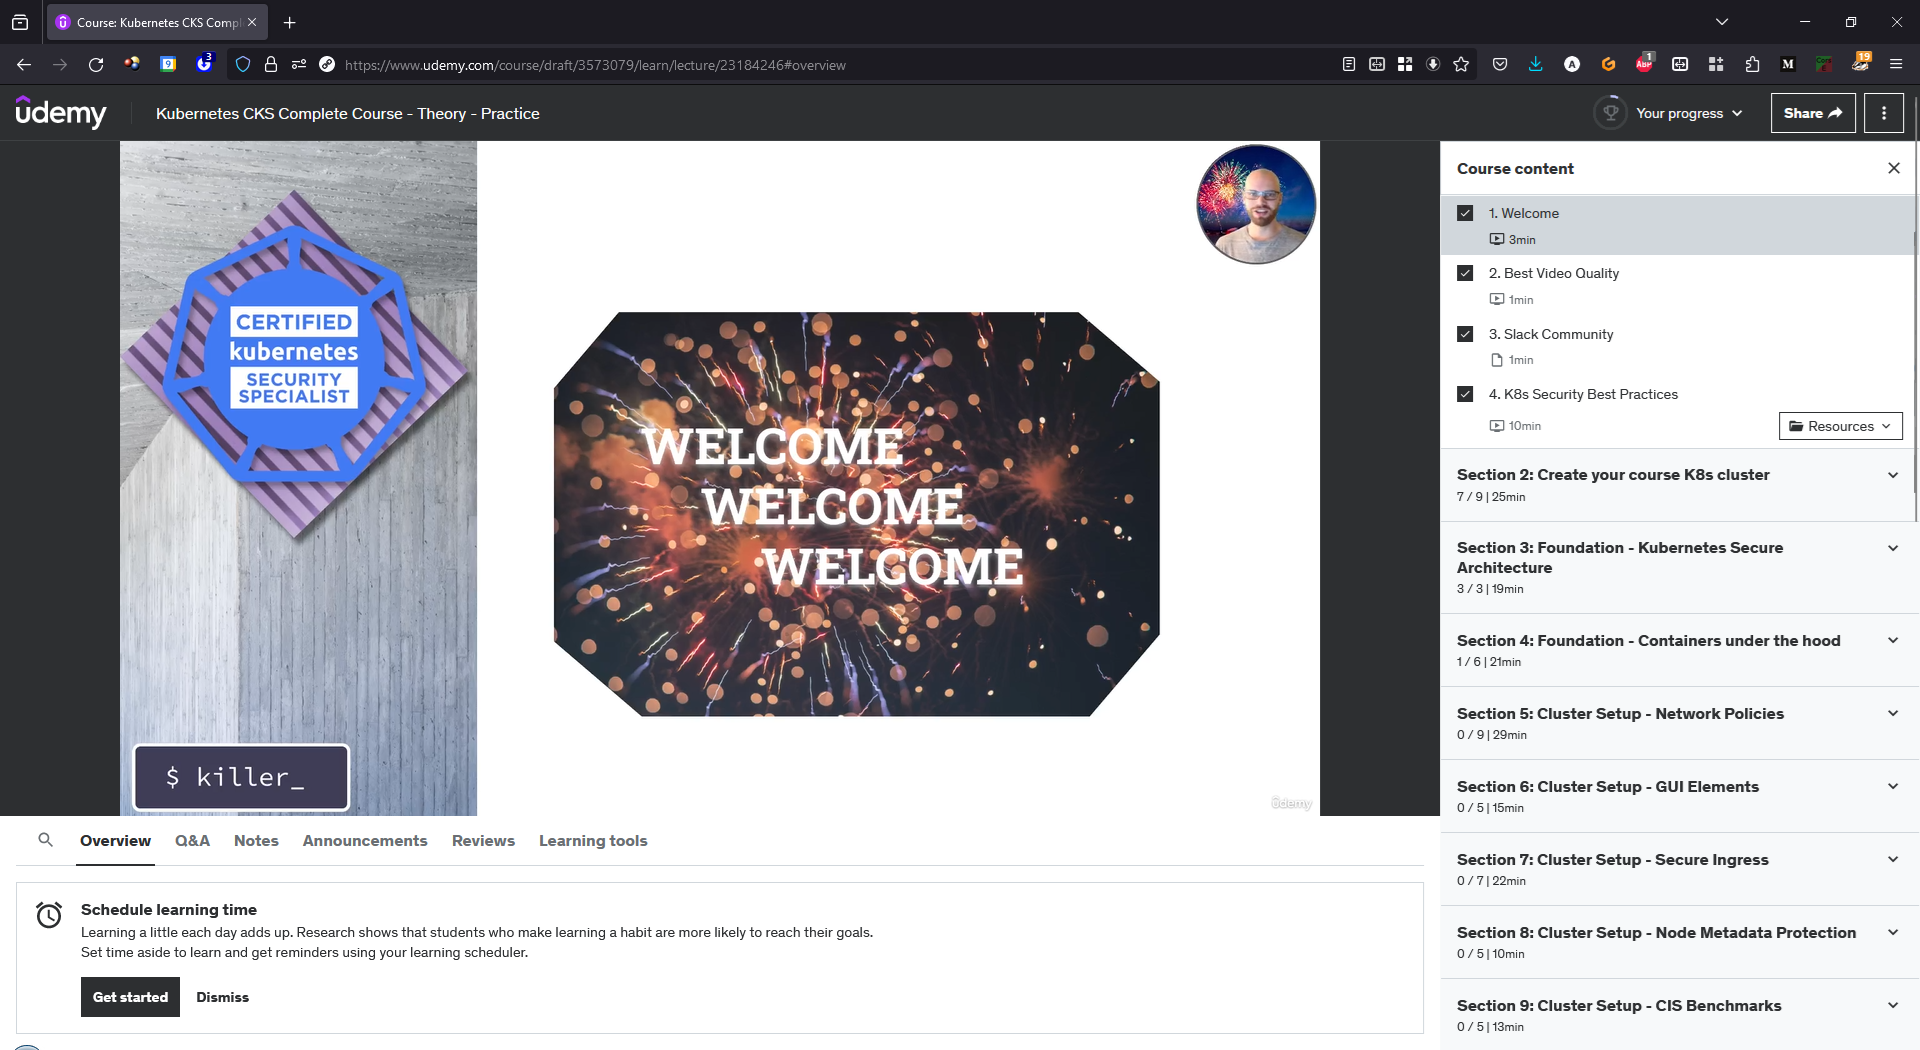 Course: Kubernetes CKS Compl
3
9
https://www.udemy.com/course/draft/3573079/learn/lecture/23184246#overview
A
ABP
1
M
19
udemy
Kubernetes CKS Complete Course - Theory - Practice
Your progress
Share
CERTIFIED
kubernetes
SECURITY
SPECIALIST
WELCOME
WELCOME
WELCOME
$ killer_
udemy
Course content
1. Welcome
3min
2. Best Video Quality
1min
3. Slack Community
1min
4. K8s Security Best Practices
10min
Resources
Section 2: Create your course K8s cluster
7 / 9 | 25min
Section 3: Foundation - Kubernetes Secure
Architecture
3 / 3 | 19min
Section 4: Foundation - Containers under the hood
1 / 6 | 21min
Section 5: Cluster Setup - Network Policies
0 / 9 | 29min
Section 6: Cluster Setup - GUI Elements
0 / 5 | 15min
Section 7: Cluster Setup - Secure Ingress
0 / 7 | 22min
Section 8: Cluster Setup - Node Metadata Protection
0 / 5 | 10min
Section 9: Cluster Setup - CIS Benchmarks
0 / 5 | 13min
Overview
Q&A
Notes
Announcements
Reviews
Learning tools
Schedule learning time
Learning a little each day adds up. Research shows that students who make learning a habit are more likely to reach their goals.
Set time aside to learn and get reminders using your learning scheduler.
Get started
Dismiss